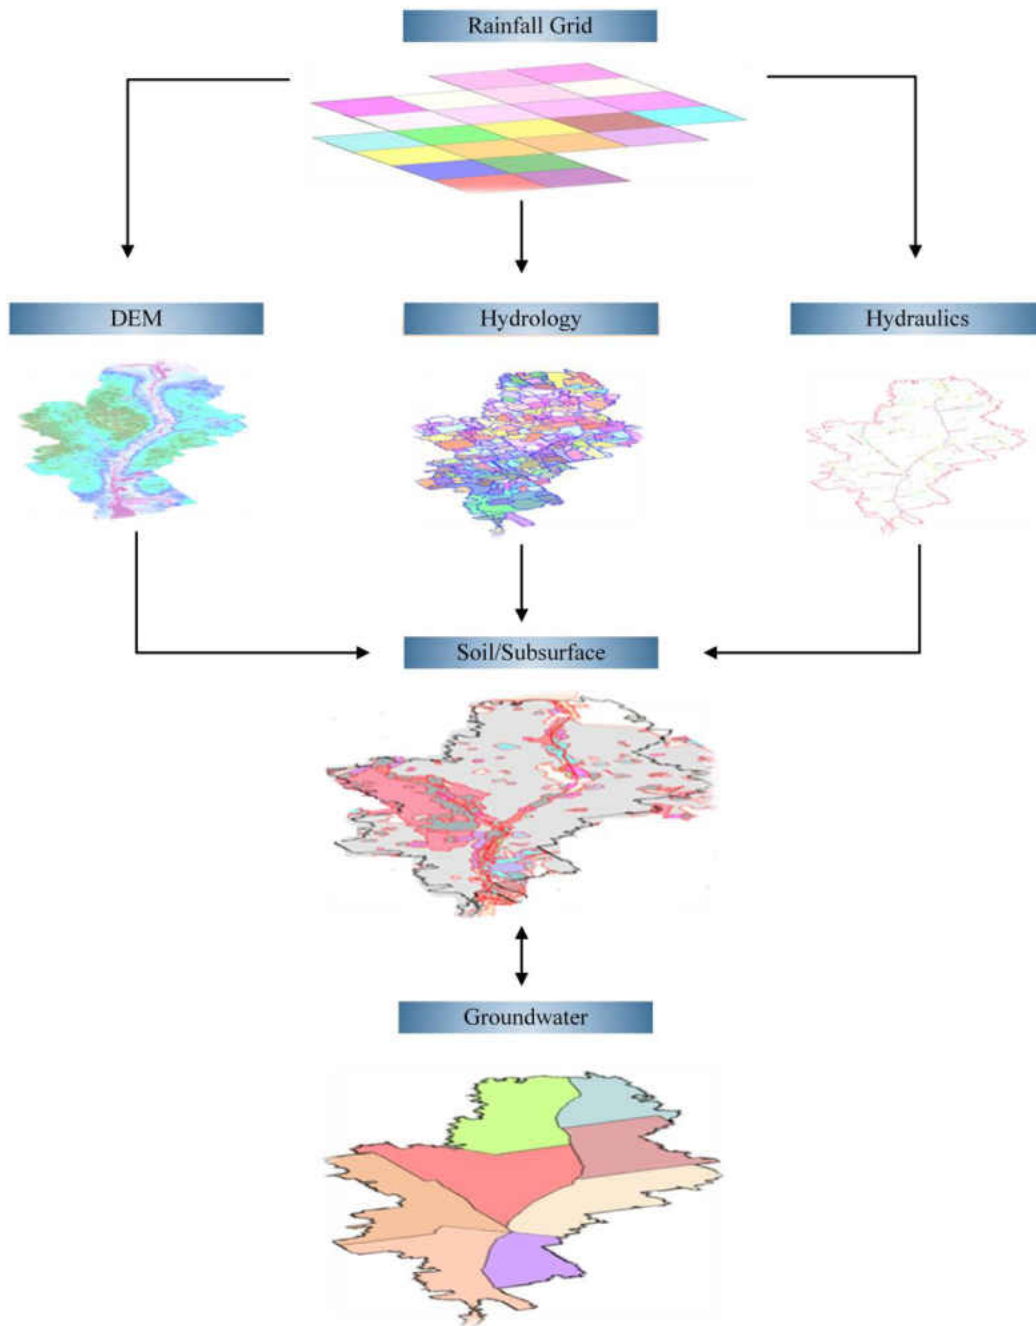 Rainfall Grid
DEM
Hydrology
Hydraulics
Soil/Subsurface
Groundwater